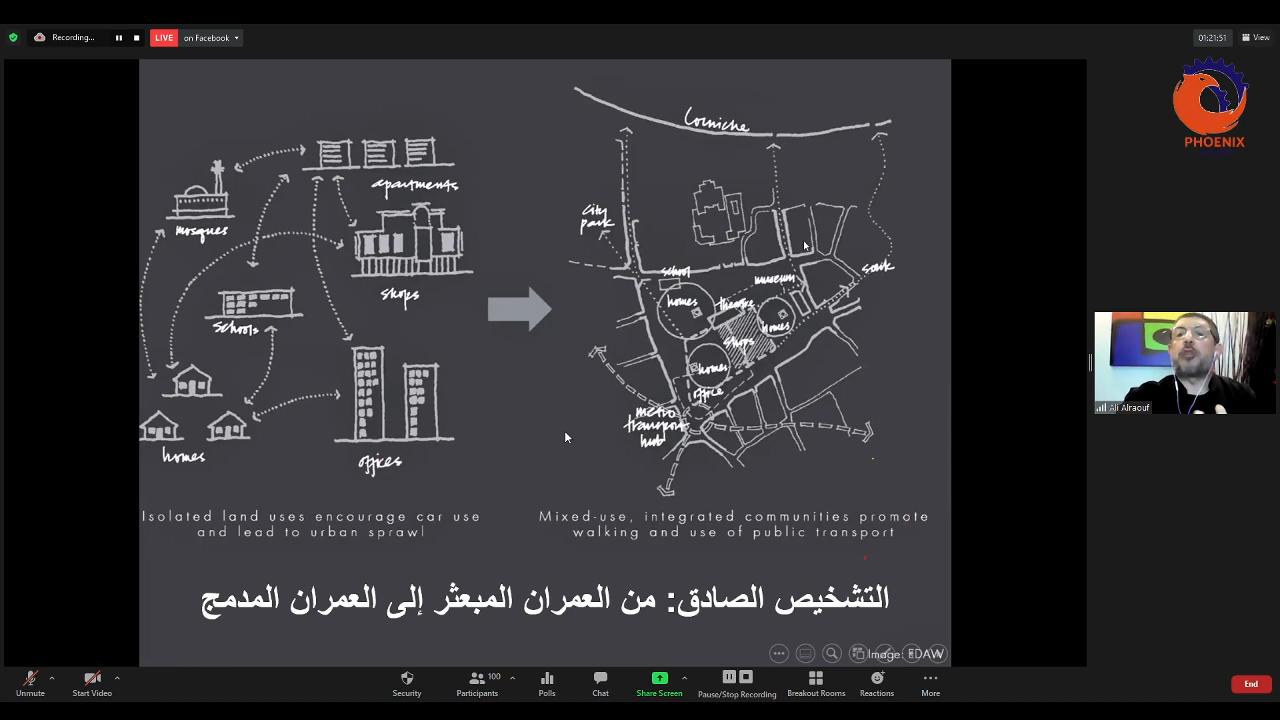 Recording...
LIVE
on Facebook
01:21:51
View
PHOENIX
Corniche
apartments
city
park
mosques
shops
school
museum
souk
homes
theatre
homes
schools
shops
homes
office
metro
transport
hub
homes
offices
Isolated land uses encourage car use
and lead to urban sprawl
Mixed-use, integrated communities promote
walking and use of public transport
التشخيص الصادق: من العمران المبعثر إلى العمران المدمج
Image: EDAW
Ali Alraouf
Unmute
Start Video
Security
Participants
100
Polls
Chat
Share Screen
Pause/Stop Recording
Breakout Rooms
Reactions
More
End